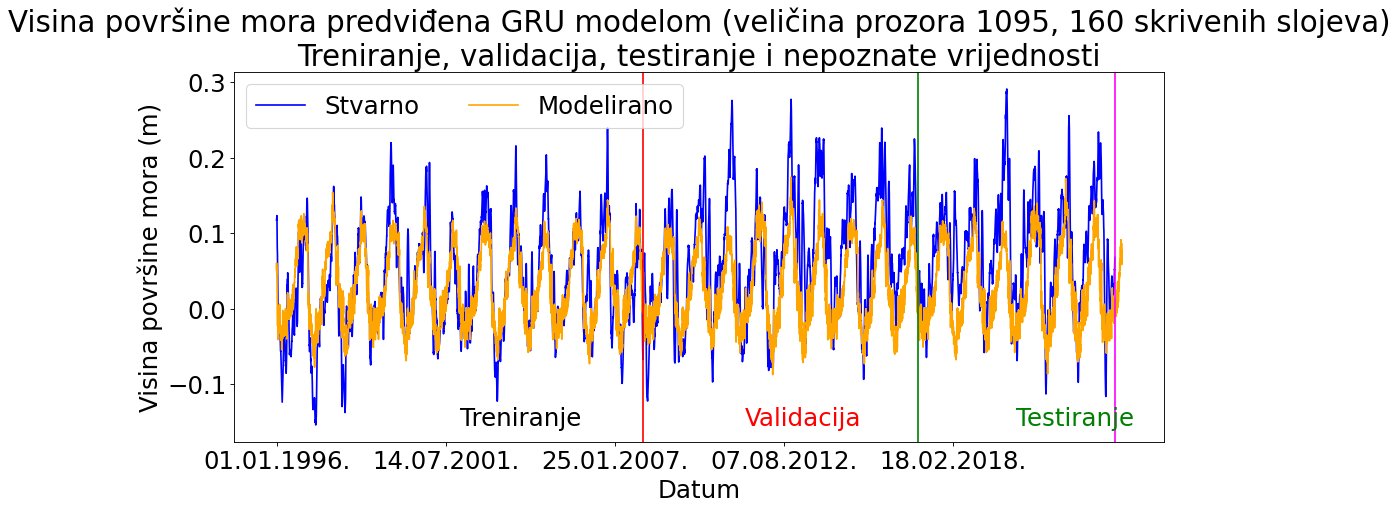 Visina površine mora predviđena GRU modelom (veličina prozora 1095, 160 skrivenih slojeva)
Treniranje, validacija, testiranje i nepoznate vrijednosti
Stvarno Modelirano
Visina površine mora (m)
0.3
0.2
0.1
0.0
−0.1
Treniranje Validacija Testiranje
01.01.1996. 14.07.2001. 25.01.2007. 07.08.2012. 18.02.2018.
Datum